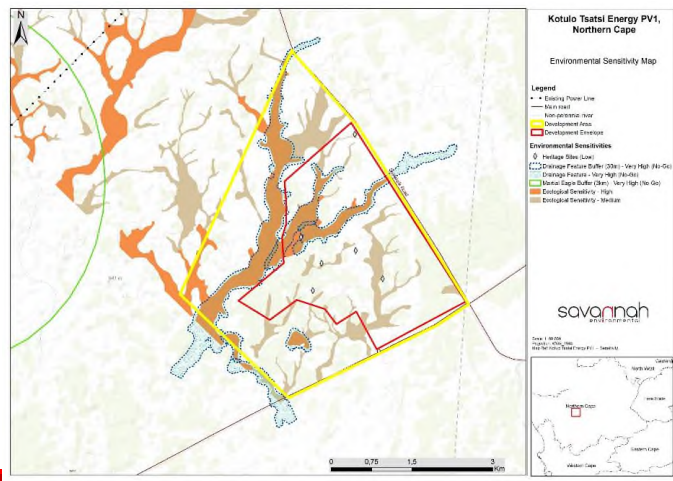 N
Kotulo Tsatsi Energy PV1,
Northern Cape
Environmental Sensitivity Map
Legend
Existing Power Line
Main road
Non-perennial river
Development Area
Development Envelope
Environmental Sensitivities
Heritage Sites (Low)
Drainage Feature Buffer (30m) - Very High (No-Go)
Drainage Feature - Very High (No-Go)
Martial Eagle Buffer (3km) - Very High (No Go)
Ecological Sensitivity - High
Ecological Sensitivity - Medium
savannah
environmental
North West
Northern Cape
Free State
Eastern Cape
Western Cape
0 0,75 1,5 3
Km